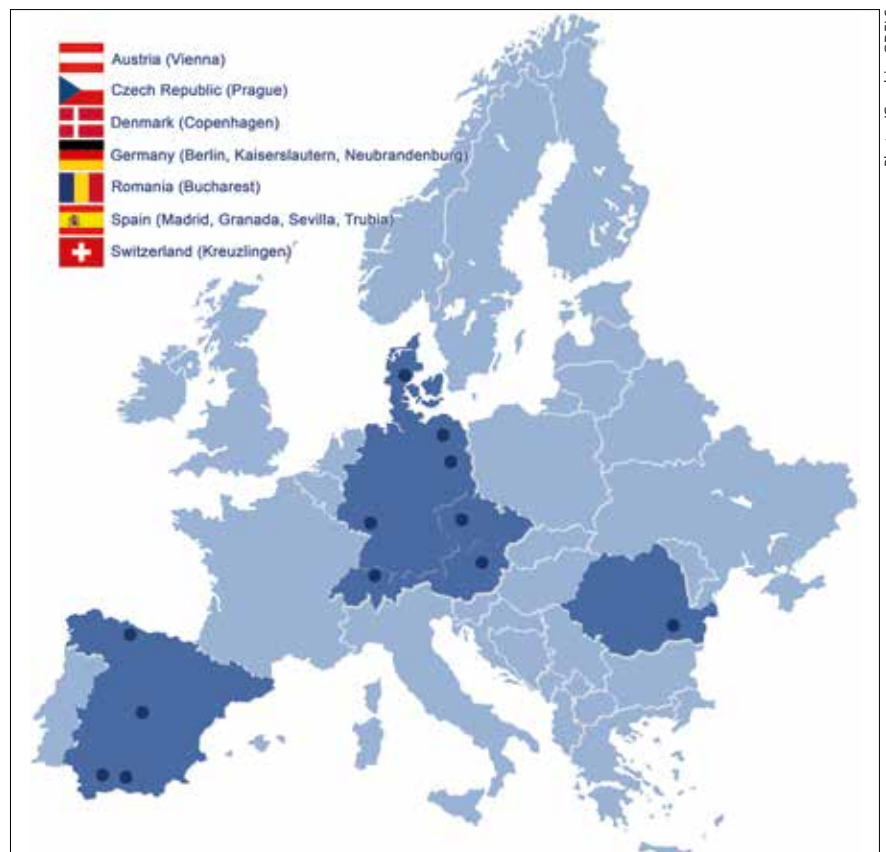 Austria (Vienna)
Czech Republic (Prague)
Denmark (Copenhagen)
Germany (Berlin, Kaiserslautern, Neubrandenburg)
Romania (Bucharest)
Spain (Madrid, Granada, Sevilla, Trubia)
Switzerland (Kreuzlingen)